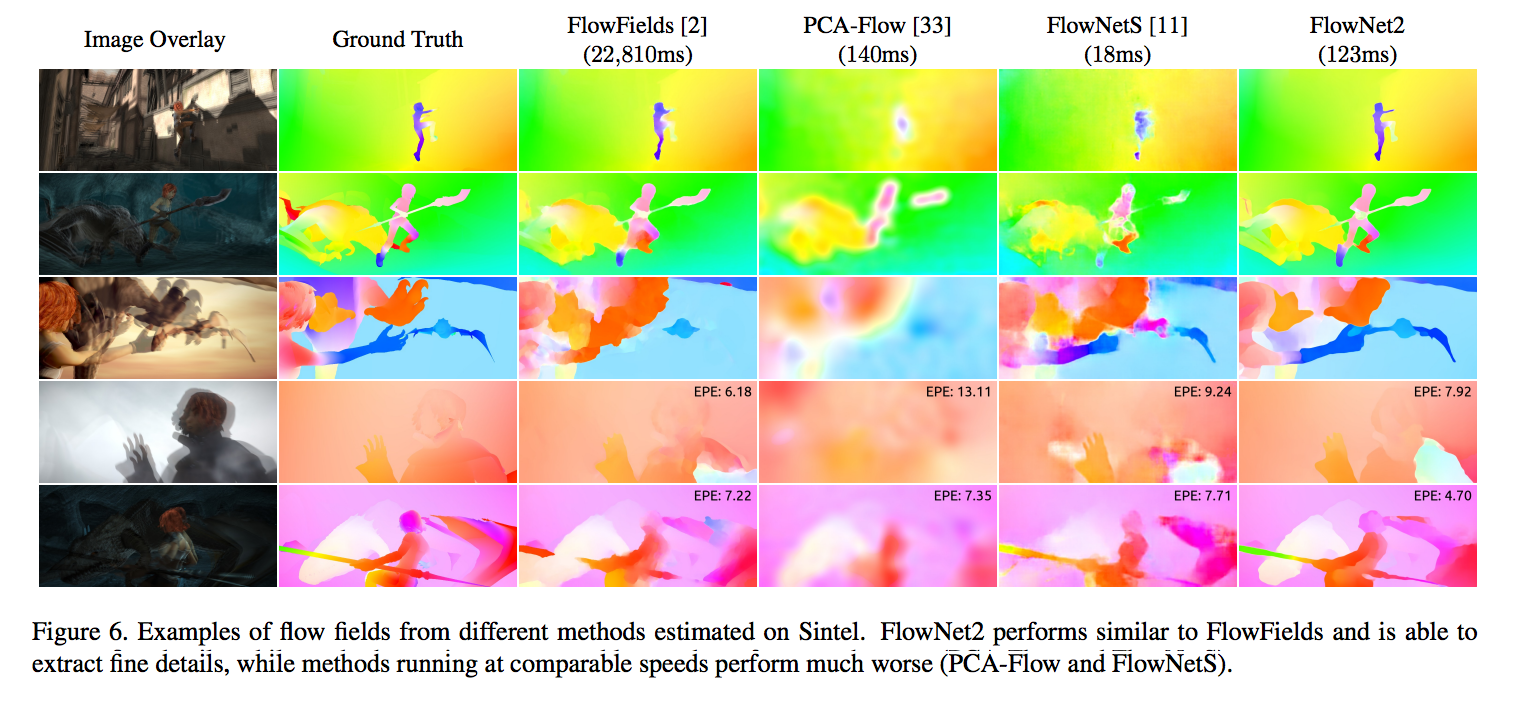 Image Overlay
Ground Truth
FlowFields [2]
(22,810ms)
PCA-Flow [33]
(140ms)
FlowNetS [11]
(18ms)
FlowNet2
(123ms)
EPE: 6.18
EPE: 13.11
EPE: 9.24
EPE: 7.92
EPE: 7.22
EPE: 7.35
EPE: 7.71
EPE: 4.70
Figure 6. Examples of flow fields from different methods estimated on Sintel. FlowNet2 performs similar to FlowFields and is able to
extract fine details, while methods running at comparable speeds perform much worse (PCA-Flow and FlowNetS).